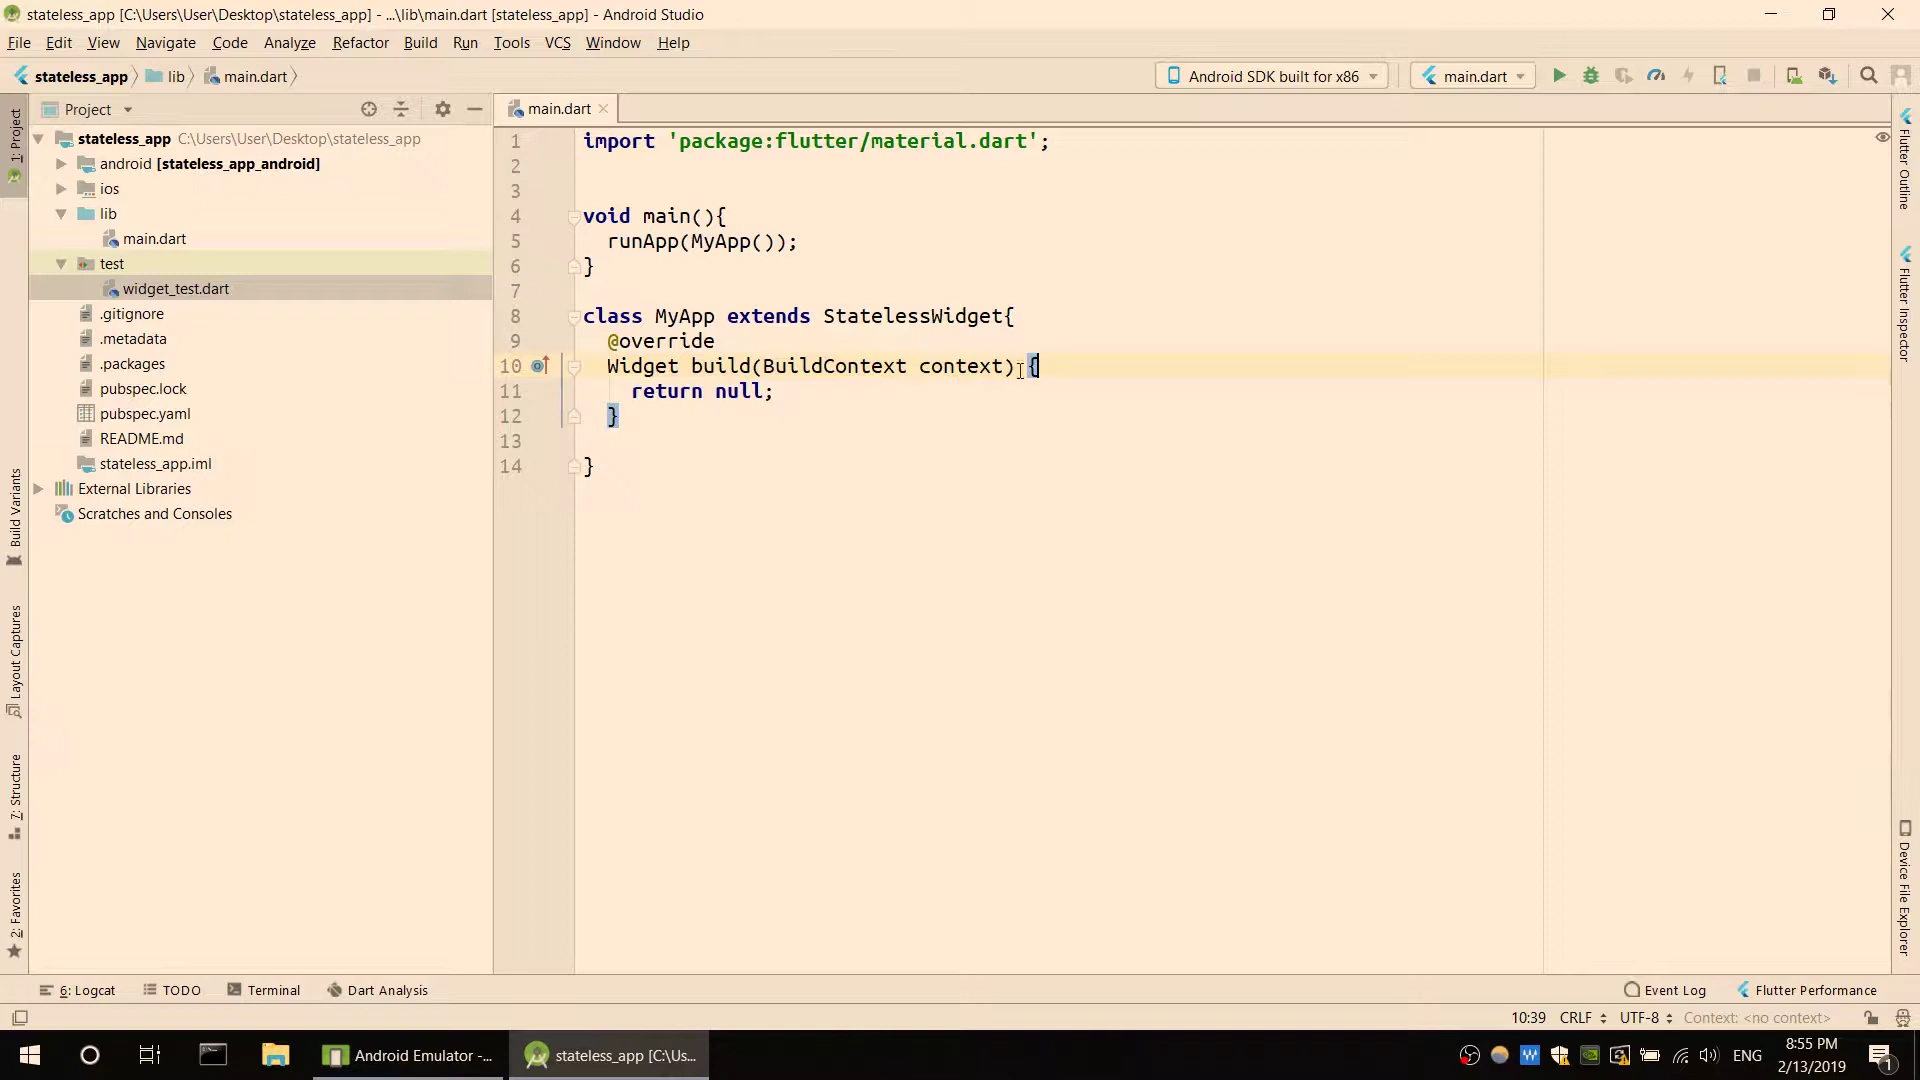 stateless_app [C:\Users\User\Desktop\stateless_app] - ...\lib\main.dart [stateless_app] - Android Studio
File Edit View Navigate Code Analyze Refactor Build Run Tools VCS Window Help
stateless_app lib main.dart Android SDK built for x86 main.dart
1: Project
Build Variants
Layout Captures
7: Structure
2: Favorites
Project
stateless_app C:\Users\User\Desktop\stateless_app
android [stateless_app_android]
ios
lib
main.dart
test
widget_test.dart
.gitignore
.metadata
.packages
pubspec.lock
pubspec.yaml
README.md
stateless_app.iml
External Libraries
Scratches and Consoles
main.dart
1 import 'package:flutter/material.dart';
2
3
4 void main(){
5 runApp(MyApp());
6 }
7
8 class MyApp extends StatelessWidget{
9 @override
10 Widget build(BuildContext context) {
11 return null;
12 }
13
14 }
Flutter Outline
Flutter Inspector
Device File Explorer
6: Logcat TODO Terminal Dart Analysis Event Log Flutter Performance
10:39 CRLF UTF-8 Context: <no context>
Android Emulator -... stateless_app [C:\Us... ENG 8:55 PM
2/13/2019 1